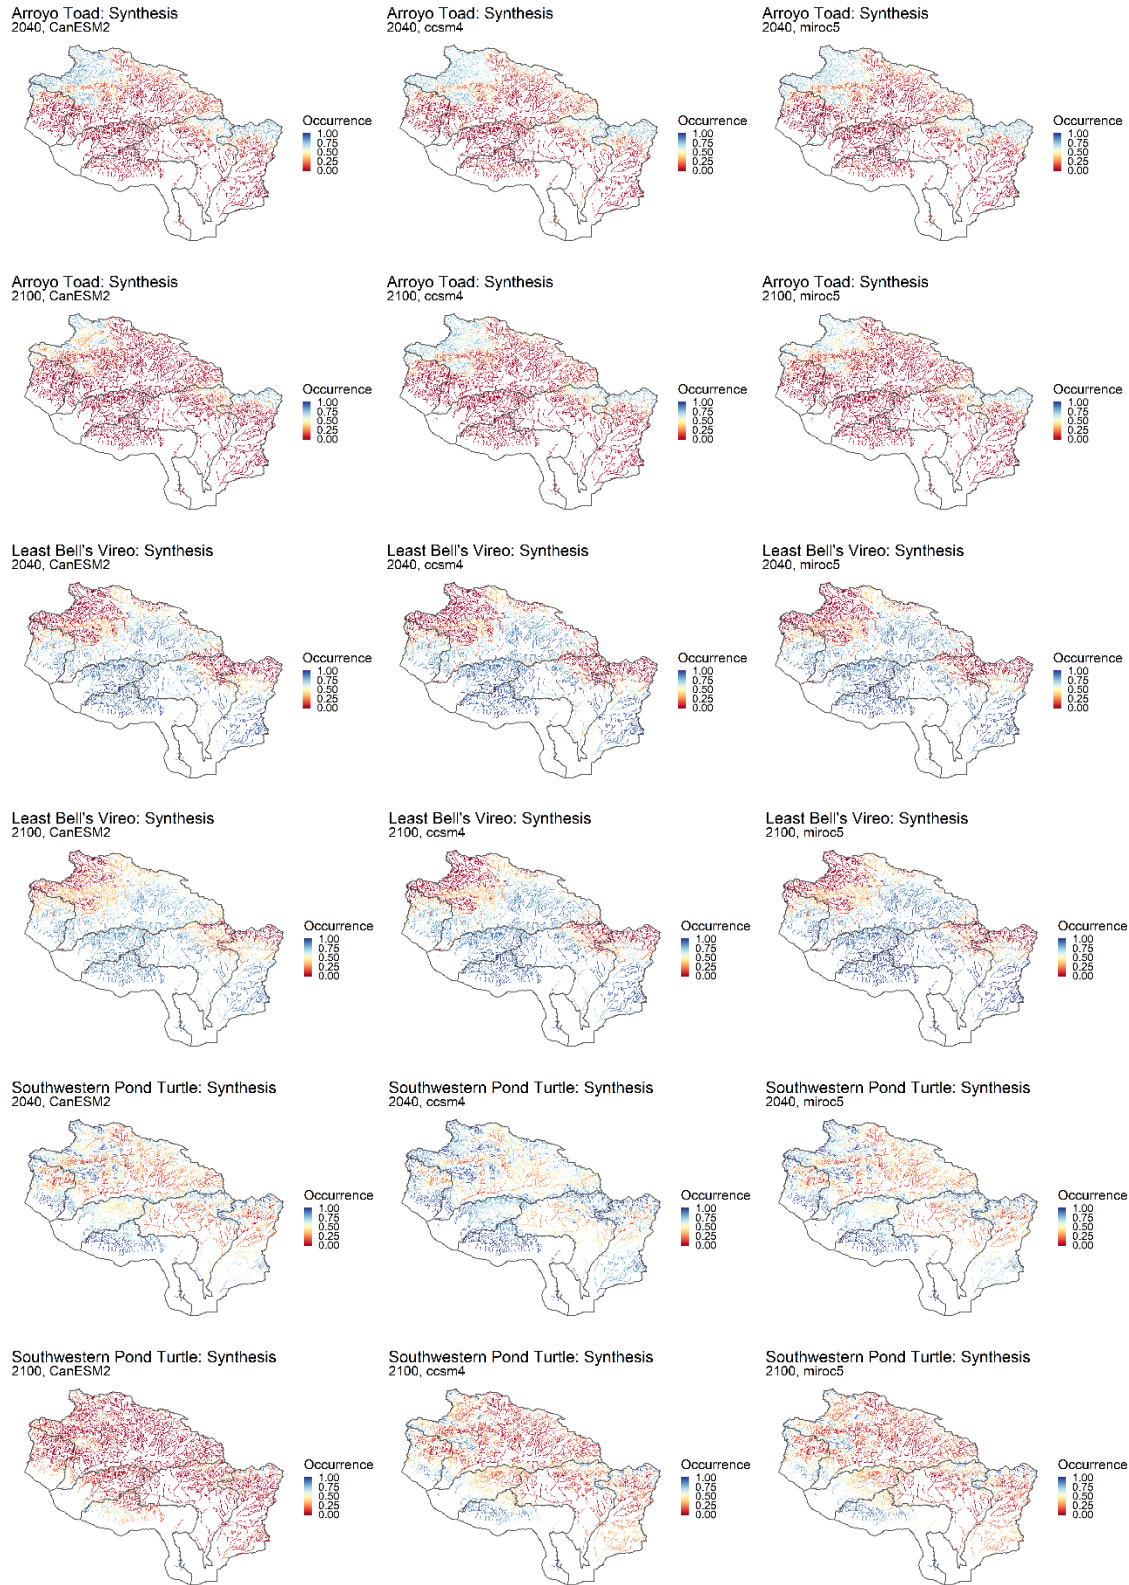 Arroyo Toad: Synthesis
2040, CanESM2
Occurrence
1.00
0.75
0.50
0.25
0.00
Arroyo Toad: Synthesis
2040, ccsm4
Occurrence
1.00
0.75
0.50
0.25
0.00
Arroyo Toad: Synthesis
2040, miroc5
Occurrence
1.00
0.75
0.50
0.25
0.00
Arroyo Toad: Synthesis
2100, CanESM2
Occurrence
1.00
0.75
0.50
0.25
0.00
Arroyo Toad: Synthesis
2100, ccsm4
Occurrence
1.00
0.75
0.50
0.25
0.00
Arroyo Toad: Synthesis
2100, miroc5
Occurrence
1.00
0.75
0.50
0.25
0.00
Least Bell's Vireo: Synthesis
2040, CanESM2
Occurrence
1.00
0.75
0.50
0.25
0.00
Least Bell's Vireo: Synthesis
2040, ccsm4
Occurrence
1.00
0.75
0.50
0.25
0.00
Least Bell's Vireo: Synthesis
2040, miroc5
Occurrence
1.00
0.75
0.50
0.25
0.00
Least Bell's Vireo: Synthesis
2100, CanESM2
Occurrence
1.00
0.75
0.50
0.25
0.00
Least Bell's Vireo: Synthesis
2100, ccsm4
Occurrence
1.00
0.75
0.50
0.25
0.00
Least Bell's Vireo: Synthesis
2100, miroc5
Occurrence
1.00
0.75
0.50
0.25
0.00
Southwestern Pond Turtle: Synthesis
2040, CanESM2
Occurrence
1.00
0.75
0.50
0.25
0.00
Southwestern Pond Turtle: Synthesis
2040, ccsm4
Occurrence
1.00
0.75
0.50
0.25
0.00
Southwestern Pond Turtle: Synthesis
2040, miroc5
Occurrence
1.00
0.75
0.50
0.25
0.00
Southwestern Pond Turtle: Synthesis
2100, CanESM2
Occurrence
1.00
0.75
0.50
0.25
0.00
Southwestern Pond Turtle: Synthesis
2100, ccsm4
Occurrence
1.00
0.75
0.50
0.25
0.00
Southwestern Pond Turtle: Synthesis
2100, miroc5
Occurrence
1.00
0.75
0.50
0.25
0.00